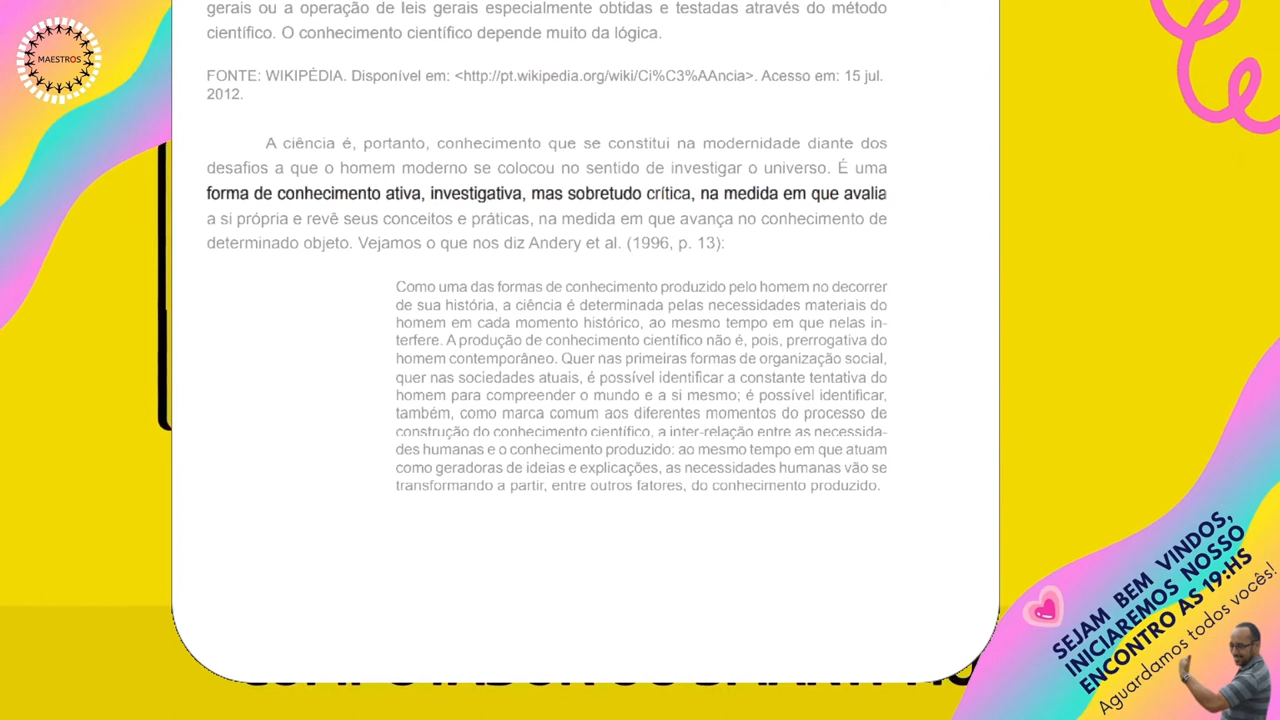 MAESTROS
gerais ou a operação de leis gerais especialmente obtidas e testadas através do método
científico. O conhecimento científico depende muito da lógica.
FONTE: WIKIPÉDIA. Disponível em: <http://pt.wikipedia.org/wiki/Ci%C3%AAncia>. Acesso em: 15 jul.
2012.
A ciência é, portanto, conhecimento que se constitui na modernidade diante dos
desafios a que o homem moderno se colocou no sentido de investigar o universo. É uma
forma de conhecimento ativa, investigativa, mas sobretudo crítica, na medida em que avalia
a si própria e revê seus conceitos e práticas, na medida em que avança no conhecimento de
determinado objeto. Vejamos o que nos diz Andery et al. (1996, p. 13):
Como uma das formas de conhecimento produzido pelo homem no decorrer
de sua história, a ciência é determinada pelas necessidades materiais do
homem em cada momento histórico, ao mesmo tempo em que nelas in-
terfere. A produção de conhecimento científico não é, pois, prerrogativa do
homem contemporâneo. Quer nas primeiras formas de organização social,
quer nas sociedades atuais, é possível identificar a constante tentativa do
homem para compreender o mundo e a si mesmo; é possível identificar,
também, como marca comum aos diferentes momentos do processo de
construção do conhecimento científico, a inter-relação entre as necessida-
des humanas e o conhecimento produzido: ao mesmo tempo em que atuam
como geradoras de ideias e explicações, as necessidades humanas vão se
transformando a partir, entre outros fatores, do conhecimento produzido.
SEJAM BEM VINDOS,
INICIAREMOS NOSSO
ENCONTRO AS 19:HS
Aguardamos todos vocês!